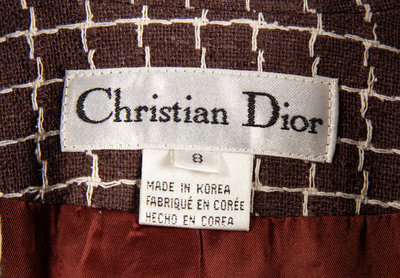 Christian Dior
8
MADE IN KOREA
FABRIQUÉ EN CORÉE
HECHO EN COREA